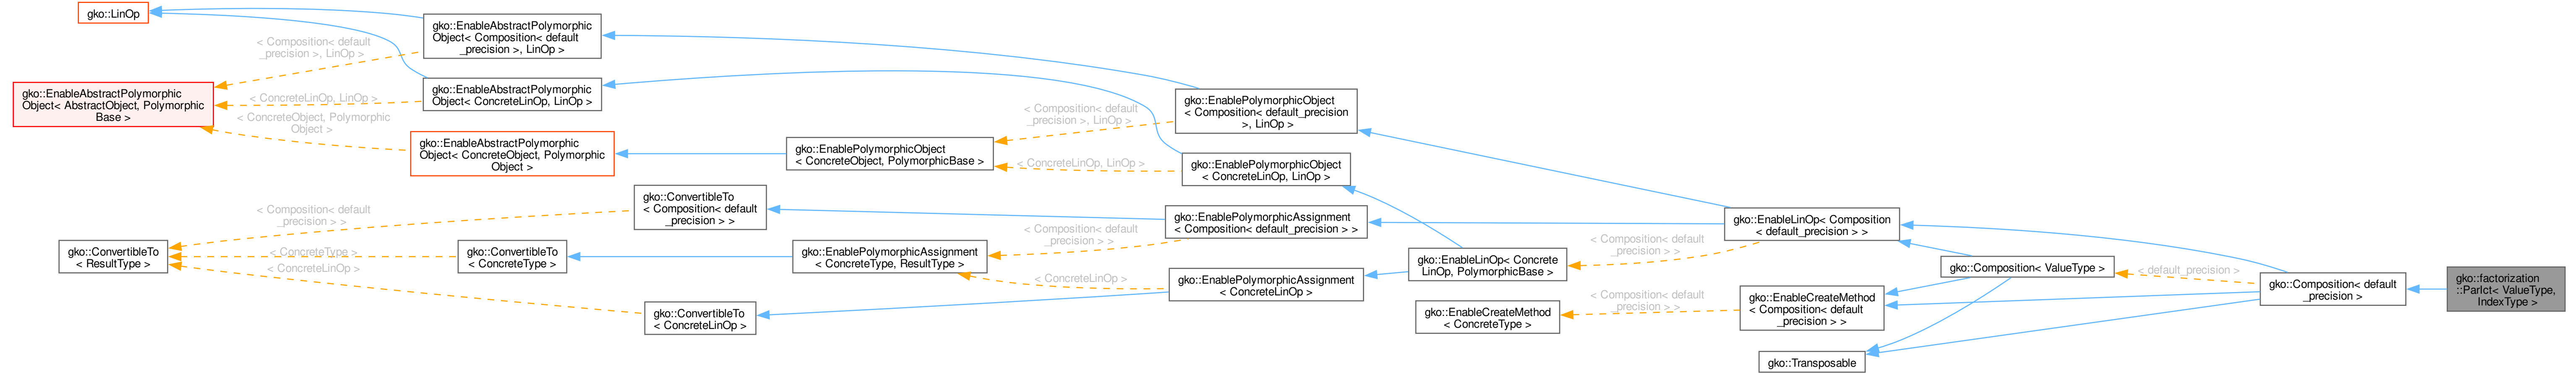 gko::LinOp
gko::EnableAbstractPolymorphic
Object< Composition< default
_precision >, LinOp >
< Composition< default
_precision >, LinOp >
gko::EnableAbstractPolymorphic
Object< AbstractObject, Polymorphic
Base >
gko::EnableAbstractPolymorphic
Object< ConcreteLinOp, LinOp >
< ConcreteLinOp, LinOp >
< ConcreteObject, Polymorphic
Object >
gko::EnableAbstractPolymorphic
Object< ConcreteObject, Polymorphic
Object >
gko::EnablePolymorphicObject
< ConcreteObject, PolymorphicBase >
< Composition< default
_precision >, LinOp >
< ConcreteLinOp, LinOp >
gko::EnablePolymorphicObject
< Composition< default_precision
>, LinOp >
gko::EnablePolymorphicObject
< ConcreteLinOp, LinOp >
gko::ConvertibleTo
< Composition< default
_precision > >
< Composition< default
_precision > >
gko::ConvertibleTo
< ResultType >
< ConcreteType >
< ConcreteLinOp >
gko::ConvertibleTo
< ConcreteType >
gko::ConvertibleTo
< ConcreteLinOp >
gko::EnablePolymorphicAssignment
< ConcreteType, ResultType >
< Composition< default
_precision > >
< ConcreteLinOp >
gko::EnablePolymorphicAssignment
< Composition< default_precision > >
gko::EnablePolymorphicAssignment
< ConcreteLinOp >
gko::EnableLinOp< Concrete
LinOp, PolymorphicBase >
< Composition< default
_precision > >
gko::EnableLinOp< Composition
< default_precision > >
gko::EnableCreateMethod
< ConcreteType >
< Composition< default
_precision > >
gko::EnableCreateMethod
< Composition< default
_precision > >
gko::Transposable
gko::Composition< ValueType >
< default_precision >
gko::Composition< default
_precision >
gko::factorization
::ParIct< ValueType,
IndexType >